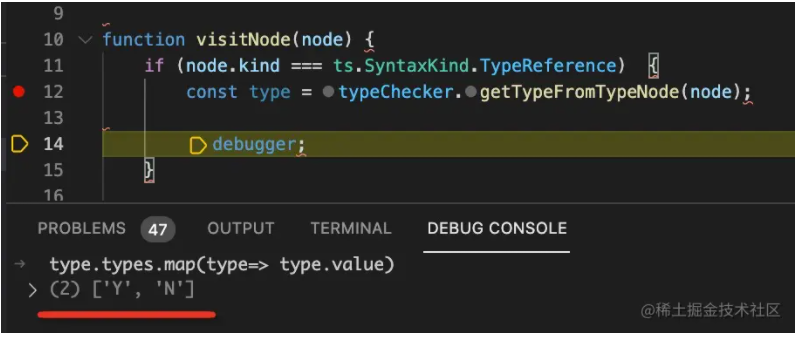 9
10 function visitNode(node) {
11 if (node.kind === ts.SyntaxKind.TypeReference) {
12 const type = typeChecker.getTypeFromTypeNode(node);
13
14 debugger;
15 }
16
PROBLEMS 47 OUTPUT TERMINAL DEBUG CONSOLE
→ type.types.map(type=> type.value)
> (2) ['Y', 'N']
@稀土掘金技术社区